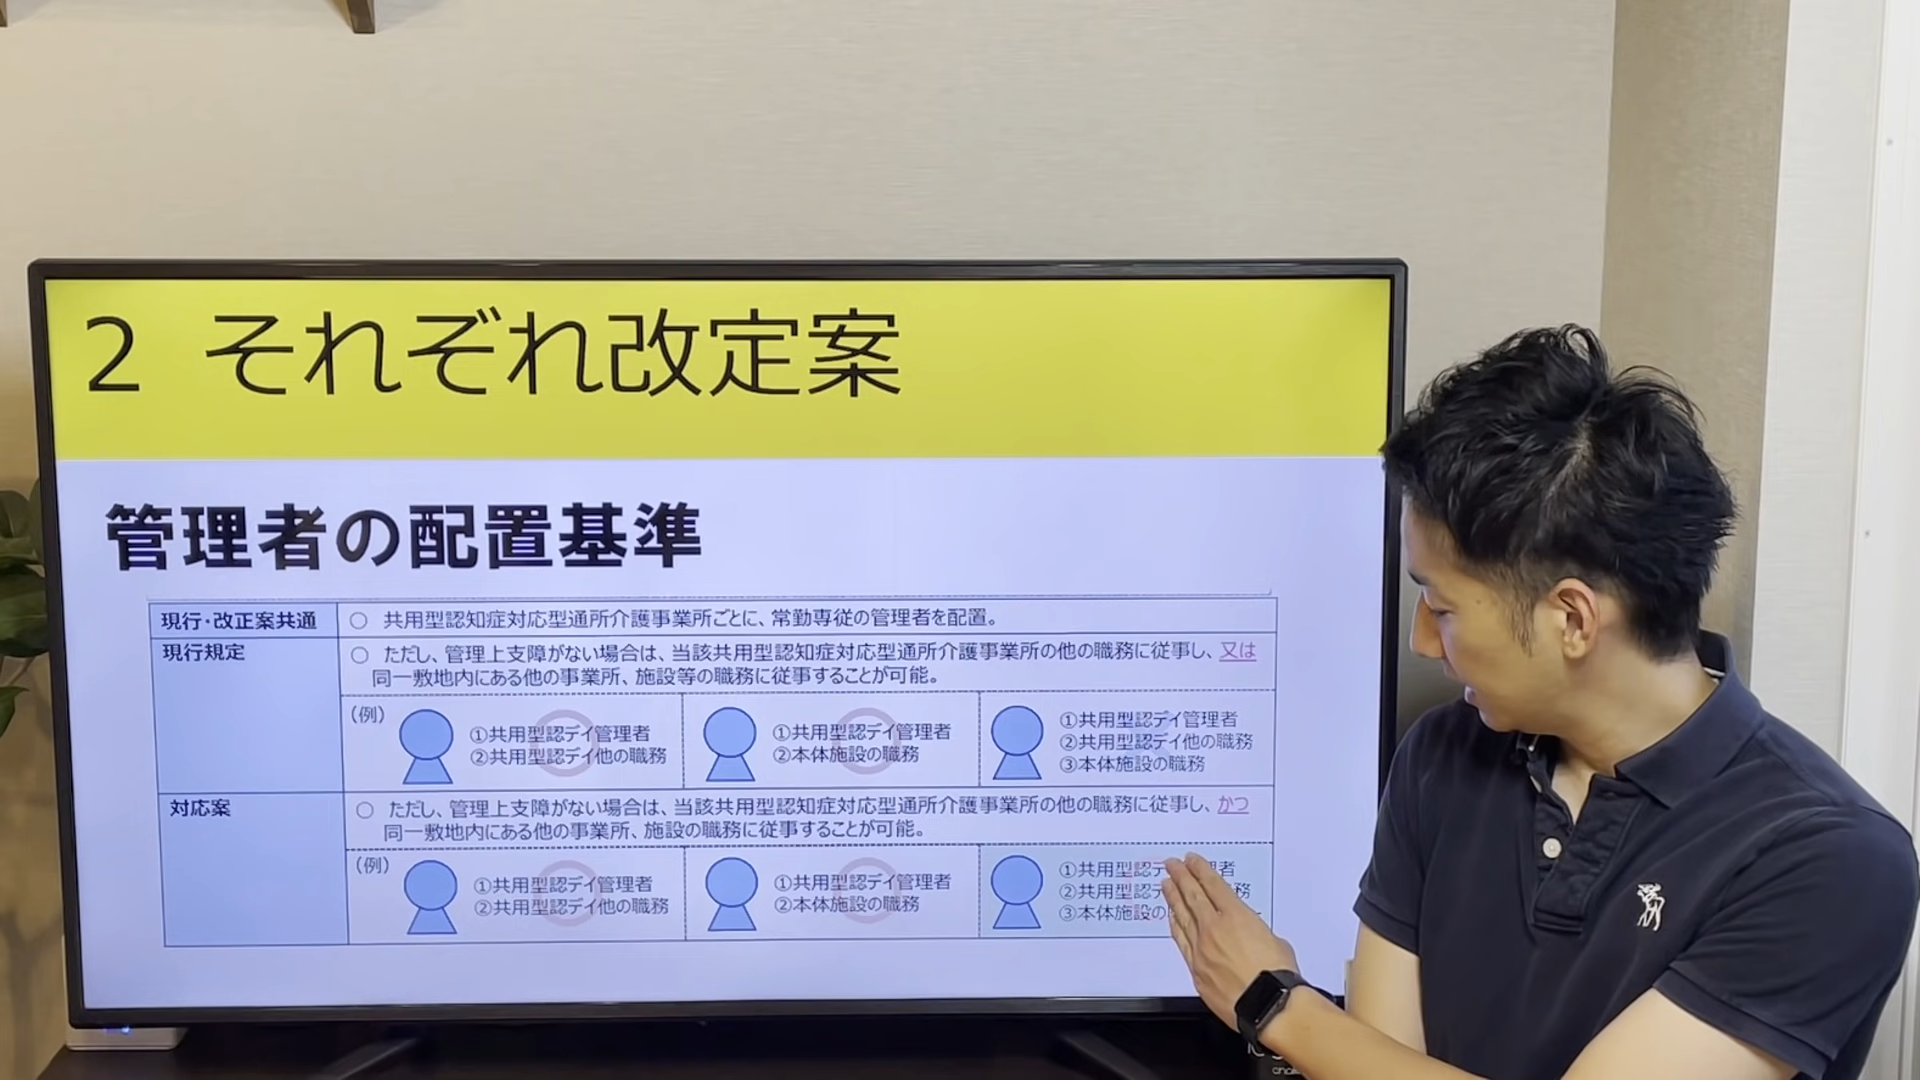 2 それぞれ改定案
管理者の配置基準
現行・改正案共通
○ 共用型認知症対応型通所介護事業所ごとに、常勤専従の管理者を配置。
現行規定
○ ただし、管理上支障がない場合は、当該共用型認知症対応型通所介護事業所の他の職務に従事し、又は
同一敷地内にある他の事業所、施設等の職務に従事することが可能。
(例)
①共用型認デイ管理者
②共用型認デイ他の職務
①共用型認デイ管理者
②本体施設の職務
①共用型認デイ管理者
②共用型認デイ他の職務
③本体施設の職務
対応案
○ ただし、管理上支障がない場合は、当該共用型認知症対応型通所介護事業所の他の職務に従事し、かつ
同一敷地内にある他の事業所、施設の職務に従事することが可能。
(例)
①共用型認デイ管理者
②共用型認デイ他の職務
①共用型認デイ管理者
②本体施設の職務
①共用型認デ 理者
②共用型認デ 務
③本体施設の